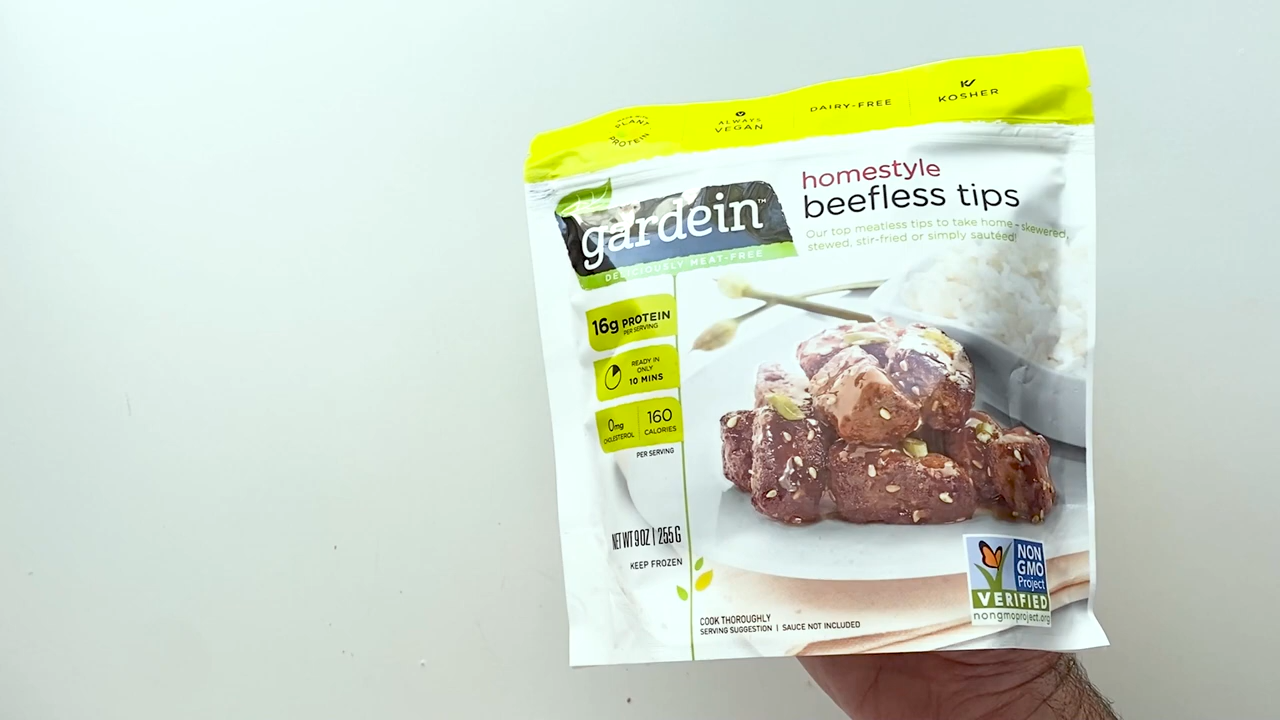 MADE WITH
PLANT
PROTEIN
ALWAYS
VEGAN
DAIRY-FREE
KOSHER
gardein™
DELICIOUSLY MEAT-FREE
homestyle
beefless tips
Our top meatless tips to take home – skewered,
stewed, stir-fried or simply sautéed!
16g PROTEIN
PER SERVING
READY IN
ONLY
10 MINS
0mg
CHOLESTEROL
160
CALORIES
PER SERVING
NET WT 9 OZ | 255 G
KEEP FROZEN
COOK THOROUGHLY
SERVING SUGGESTION | SAUCE NOT INCLUDED
NON
GMO
Project
VERIFIED
nongmoproject.org